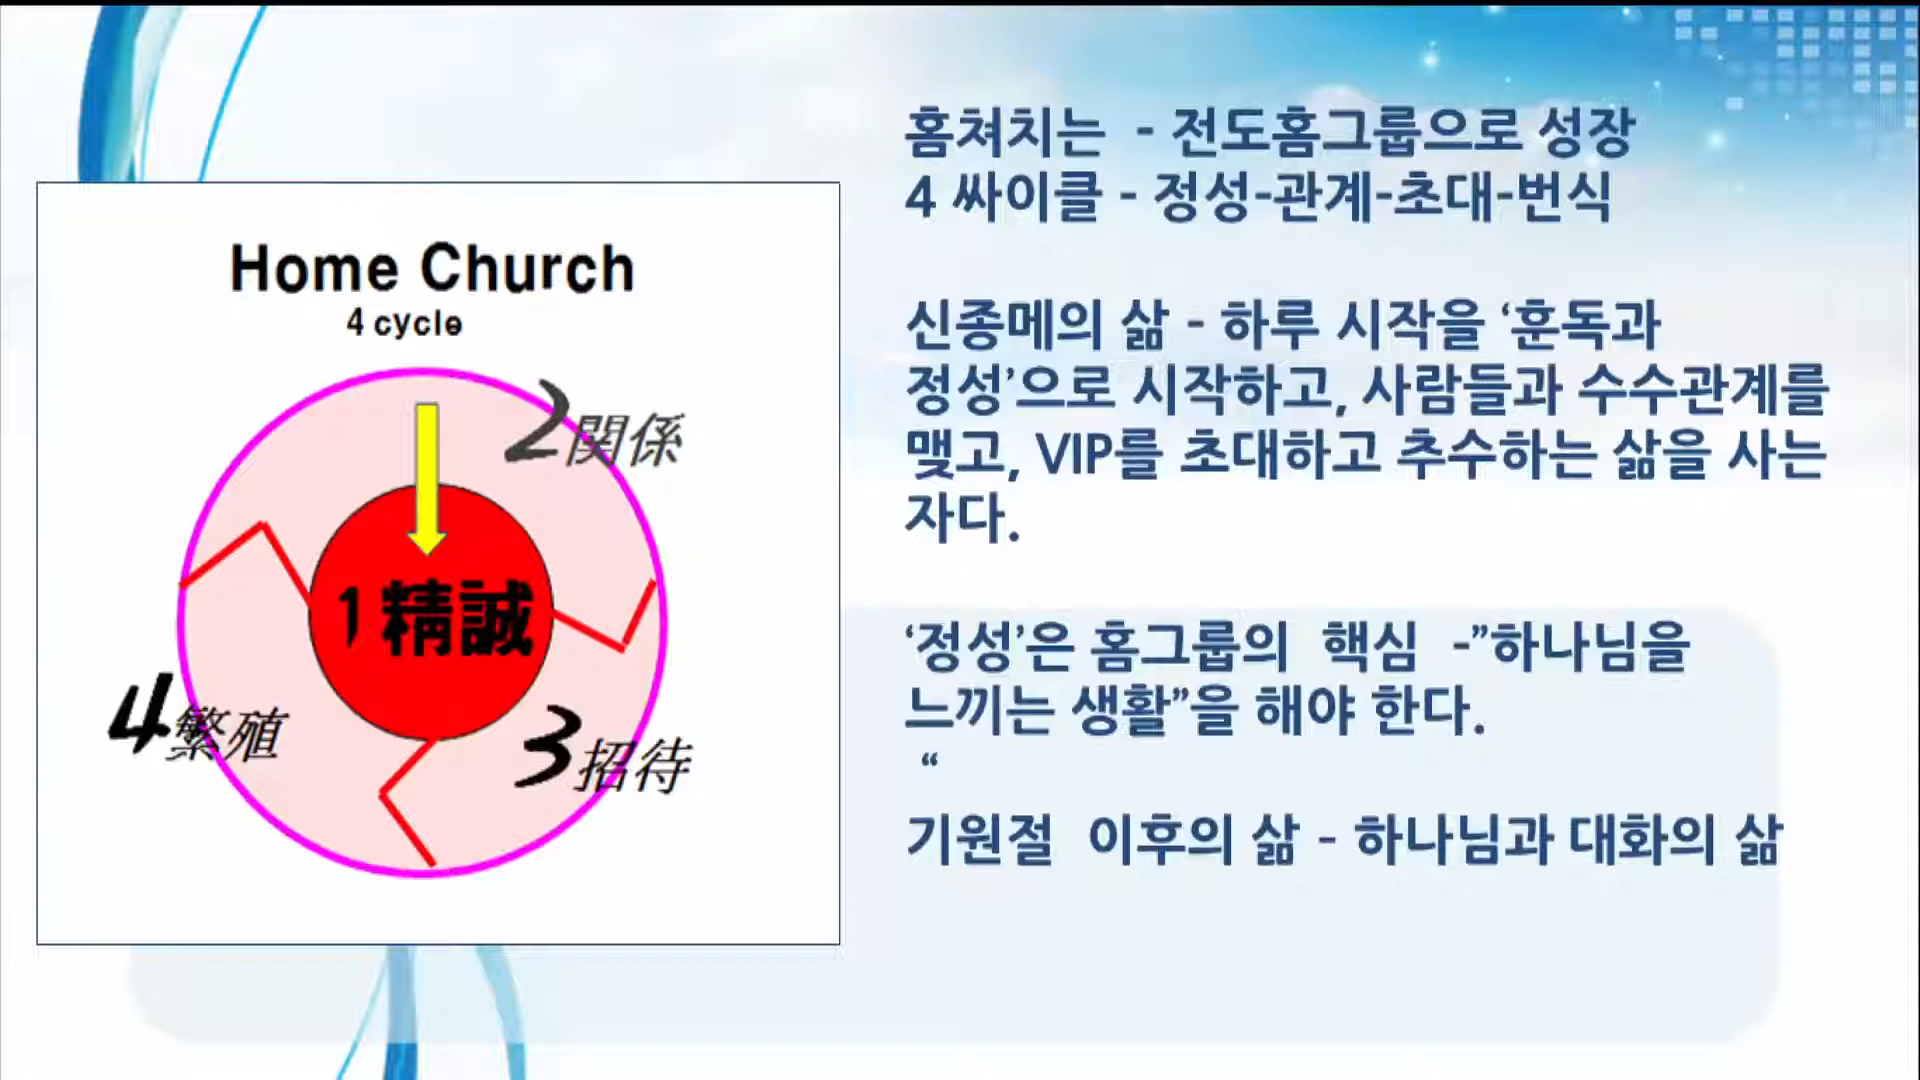 Home Church
4 cycle
2 関係
1 精誠
4 繁殖
3 招待
홈쳐치는 - 전도홈그룹으로 성장
4 싸이클 - 정성-관계-초대-번식
신종메의 삶 - 하루 시작을 ‘훈독과
정성’으로 시작하고, 사람들과 수수관계를
맺고, VIP를 초대하고 추수하는 삶을 사는
자다.
‘정성’은 홈그룹의 핵심 -”하나님을
느끼는 생활”을 해야 한다.
“
기원절 이후의 삶 - 하나님과 대화의 삶